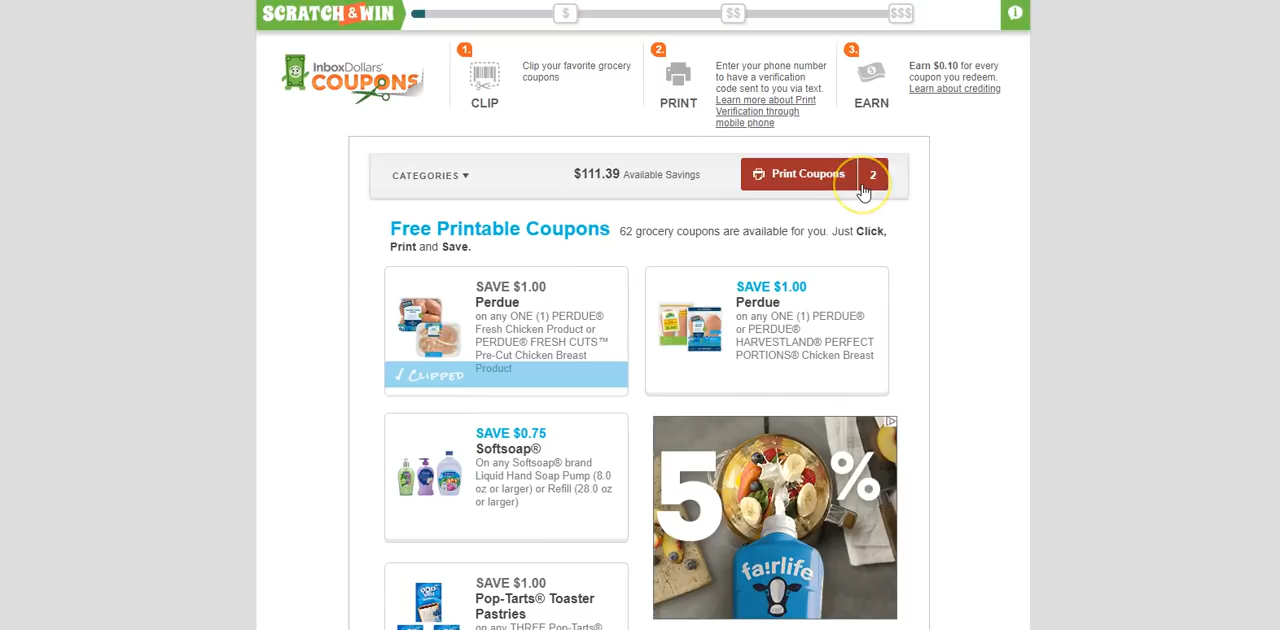 SCRATCH & WIN
$
$$
$$$
InboxDollars'
COUPONS
1.
CLIP
Clip your favorite grocery
coupons
2.
PRINT
Enter your phone number
to have a verification
code sent to you via text.
Learn more about Print
Verification through
mobile phone
3.
EARN
Earn $0.10 for every
coupon you redeem.
Learn about crediting
CATEGORIES
$111.39 Available Savings
Print Coupons 2
Free Printable Coupons 62 grocery coupons are available for you. Just Click,
Print and Save.
SAVE $1.00
Perdue
on any ONE (1) PERDUE®
Fresh Chicken Product or
PERDUE® FRESH CUTS™
Pre-Cut Chicken Breast
Product
√ CLIPPED
SAVE $1.00
Perdue
on any ONE (1) PERDUE®
or PERDUE®
HARVESTLAND® PERFECT
PORTIONS® Chicken Breast
SAVE $0.75
Softsoap®
On any Softsoap® brand
Liquid Hand Soap Pump (8.0
oz or larger) or Refill (28.0 oz
or larger)
5 %
fa!rlife
SAVE $1.00
Pop-Tarts® Toaster
Pastries
on any THREE Pop-Tarts®